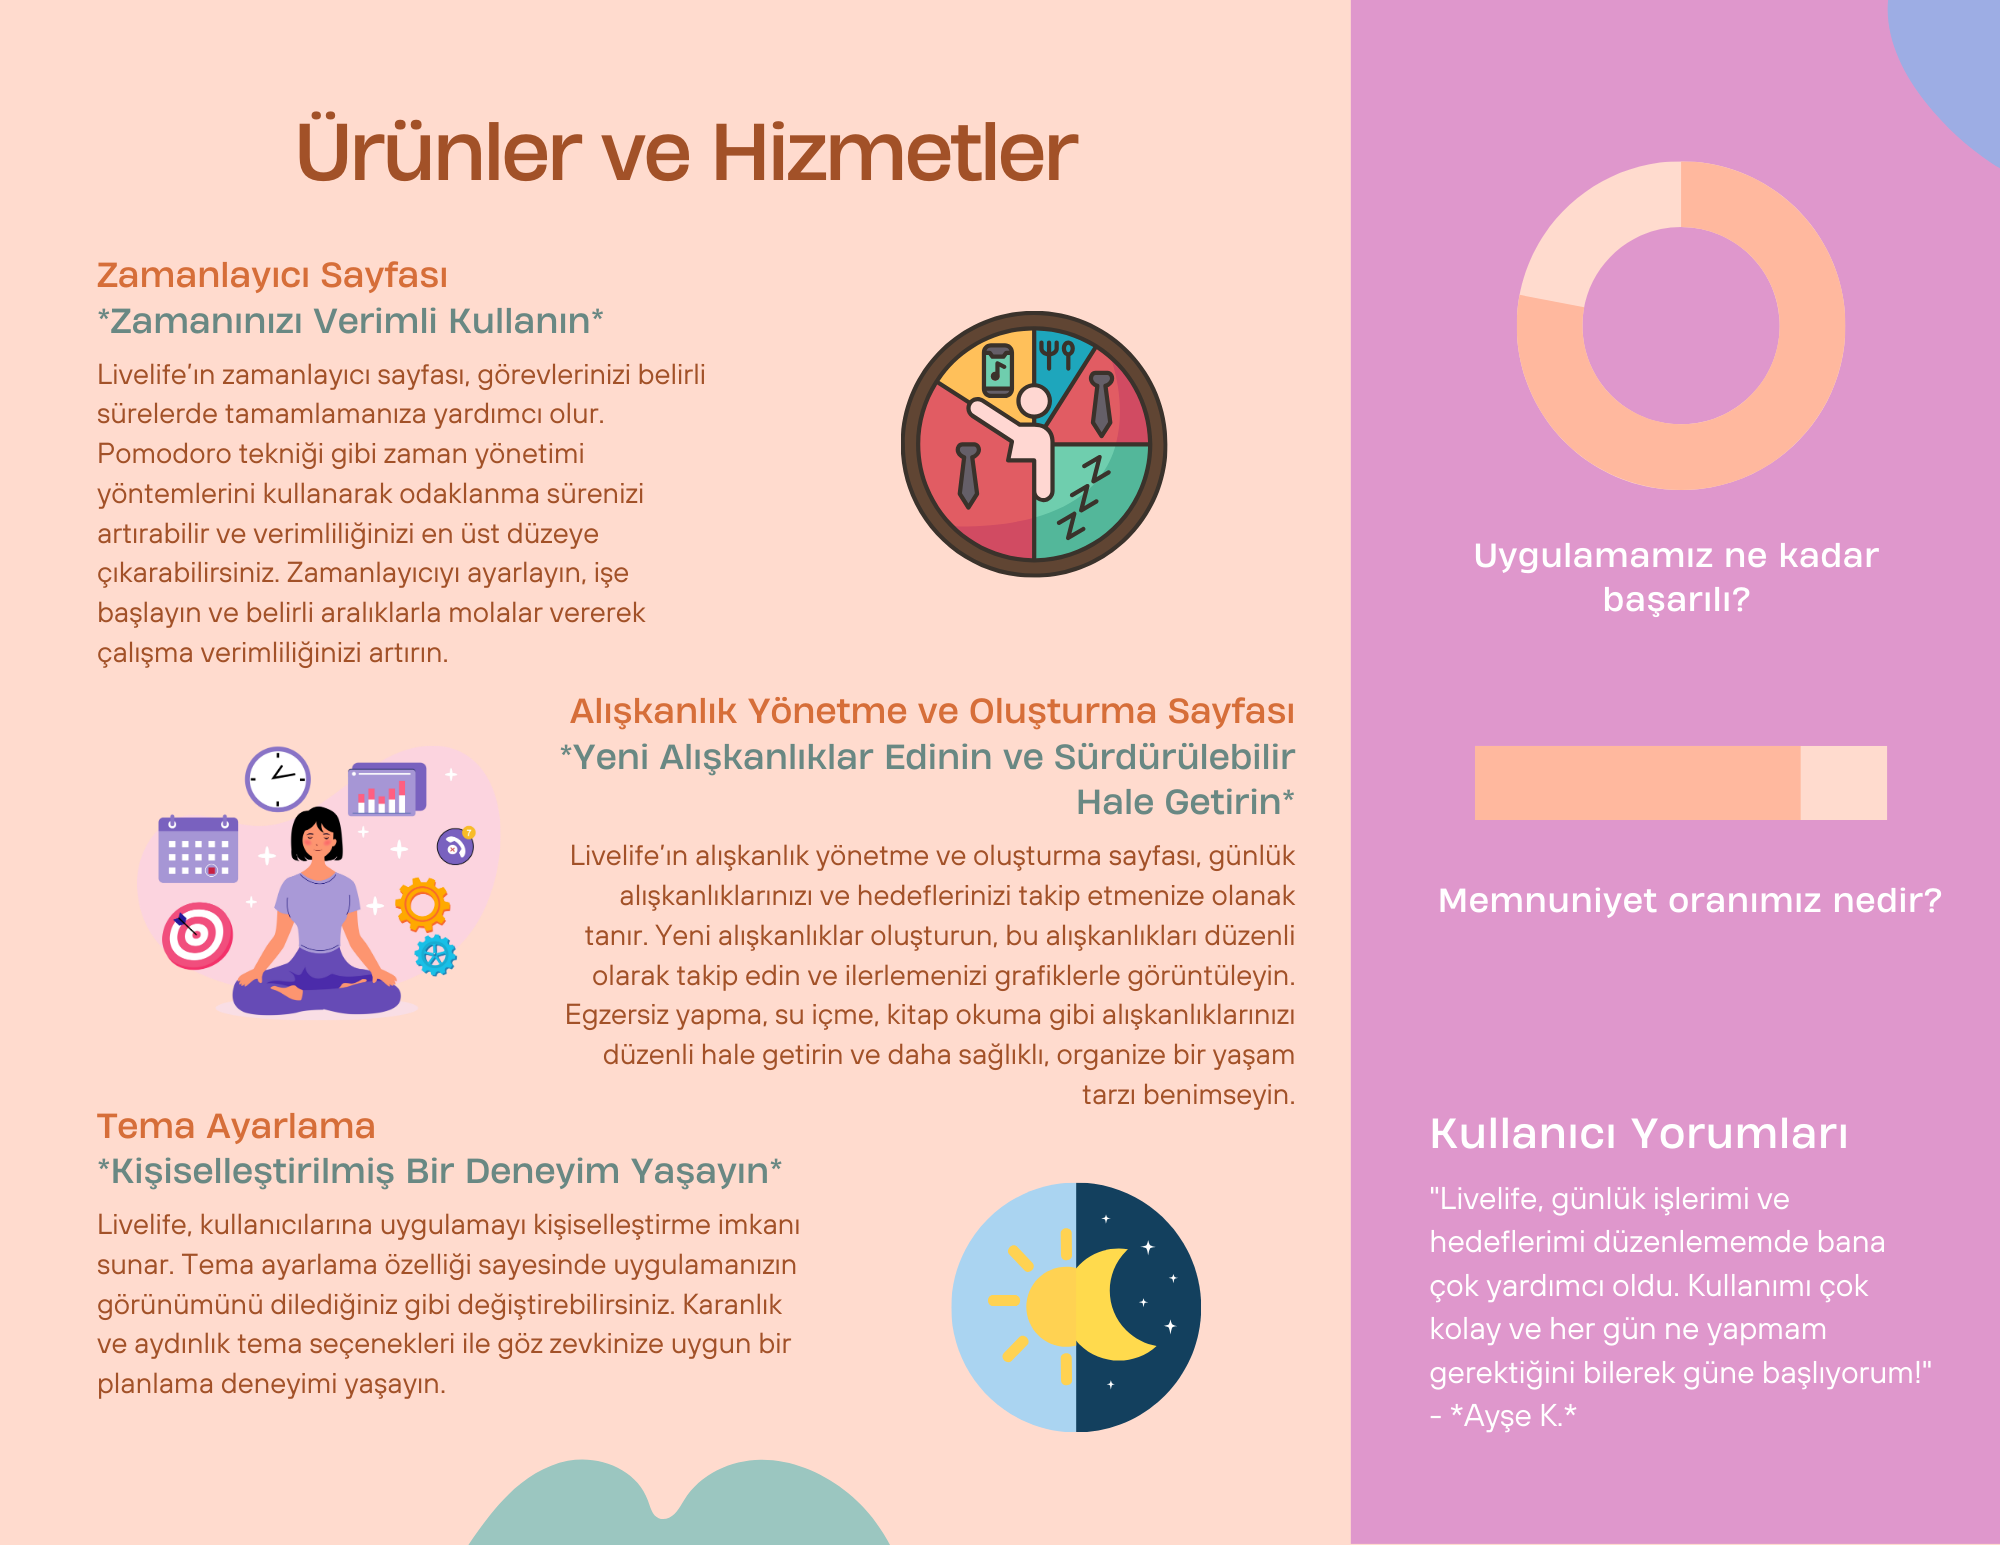 Ürünler ve Hizmetler
Zamanlayıcı Sayfası
*Zamanınızı Verimli Kullanın*
Livelife’ın zamanlayıcı sayfası, görevlerinizi belirli
sürelerde tamamlamanıza yardımcı olur.
Pomodoro tekniği gibi zaman yönetimi
yöntemlerini kullanarak odaklanma sürenizi
artırabilir ve verimliliğinizi en üst düzeye
çıkarabilirsiniz. Zamanlayıcıyı ayarlayın, işe
başlayın ve belirli aralıklarla molalar vererek
çalışma verimliliğinizi artırın.
Alışkanlık Yönetme ve Oluşturma Sayfası
*Yeni Alışkanlıklar Edinin ve Sürdürülebilir
Hale Getirin*
Livelife’ın alışkanlık yönetme ve oluşturma sayfası, günlük
alışkanlıklarınızı ve hedeflerinizi takip etmenize olanak
tanır. Yeni alışkanlıklar oluşturun, bu alışkanlıkları düzenli
olarak takip edin ve ilerlemenizi grafiklerle görüntüleyin.
Egzersiz yapma, su içme, kitap okuma gibi alışkanlıklarınızı
düzenli hale getirin ve daha sağlıklı, organize bir yaşam
tarzı benimseyin.
Tema Ayarlama
*Kişiselleştirilmiş Bir Deneyim Yaşayın*
Livelife, kullanıcılarına uygulamayı kişiselleştirme imkanı
sunar. Tema ayarlama özelliği sayesinde uygulamanızın
görünümünü dilediğiniz gibi değiştirebilirsiniz. Karanlık
ve aydınlık tema seçenekleri ile göz zevkinize uygun bir
planlama deneyimi yaşayın.
Z
Z
Z
7
Uygulamamız ne kadar
başarılı?
Memnuniyet oranımız nedir?
Kullanıcı Yorumları
"Livelife, günlük işlerimi ve
hedeflerimi düzenlememde bana
çok yardımcı oldu. Kullanımı çok
kolay ve her gün ne yapmam
gerektiğini bilerek güne başlıyorum!"
- *Ayşe K.*